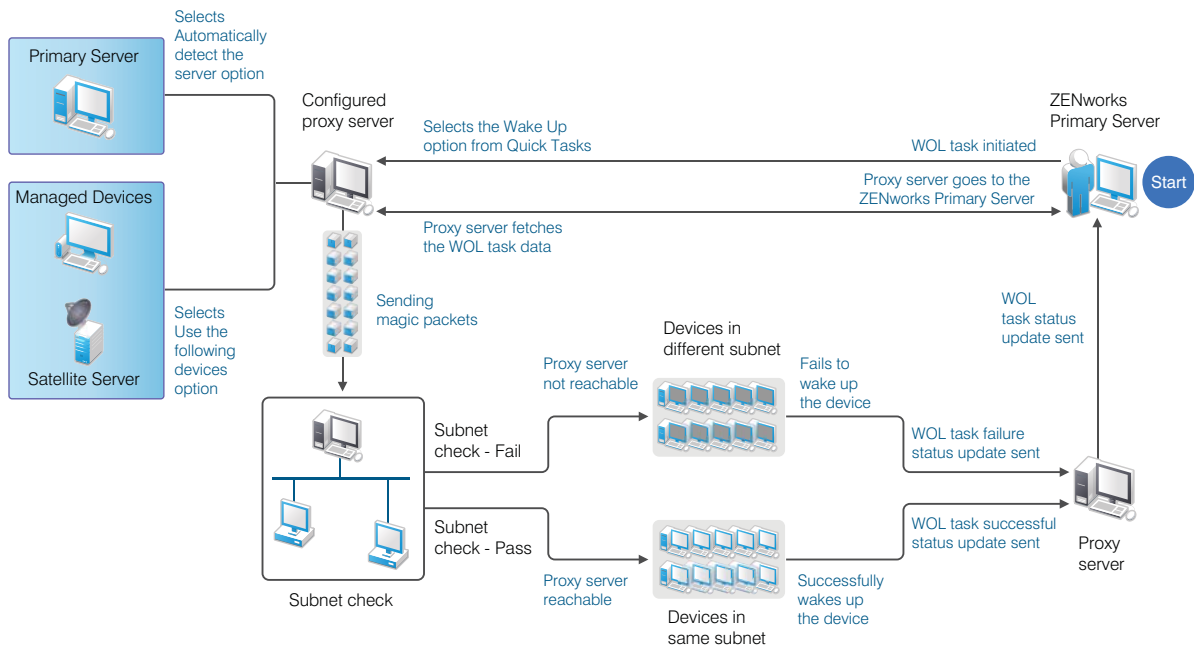 Selects
Automatically
detect the
server option
Primary Server
Configured
proxy server
ZENworks
Primary Server
Selects the Wake Up
option from Quick Tasks
WOL task initiated
Start
Managed Devices
Proxy server goes to the
ZENworks Primary Server
Proxy server fetches
the WOL task data
Sending
magic packets
Selects
Use the
following
devices
option
Satellite Server
WOL
task status
update sent
Devices in
different subnet
Proxy server
not reachable
Fails to
wake up
the device
Subnet
check - Fail
WOL task failure
status update sent
Subnet
check - Pass
WOL task successful
status update sent
Proxy
server
Proxy server
reachable
Successfully
wakes up
the device
Subnet check
Devices in
same subnet